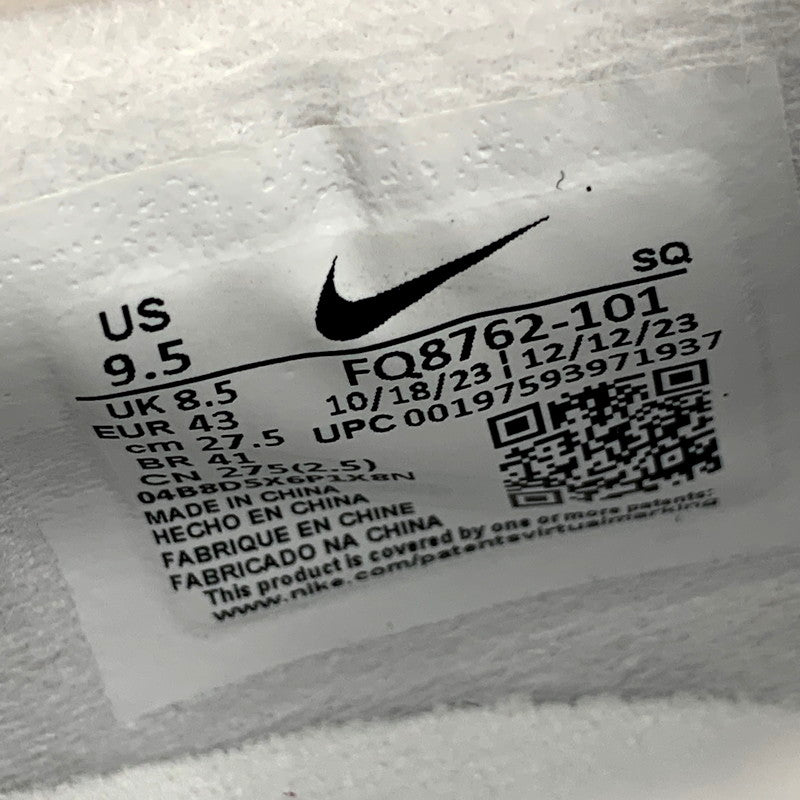 US
9.5
SQ
UK 8.5
EUR 43
cm 27.5
BR 41
CN 275(2.5)
04B8D5X6P1X8N
FQ8762-101
10/18/23 | 12/12/23
UPC 00197593971937
MADE IN CHINA
HECHO EN CHINA
FABRIQUE EN CHINE
FABRICADO NA CHINA
This product is covered by one or more patents:
www.nike.com/patentsvirtualmarking